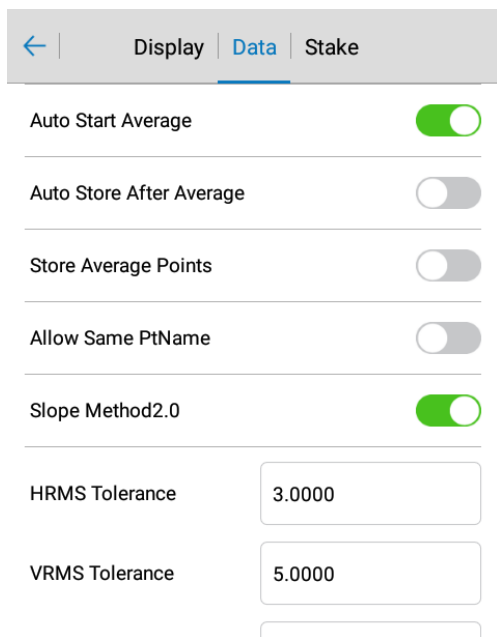 Display Data Stake
Auto Start Average
Auto Store After Average
Store Average Points
Allow Same PtName
Slope Method2.0
HRMS Tolerance 3.0000
VRMS Tolerance 5.0000